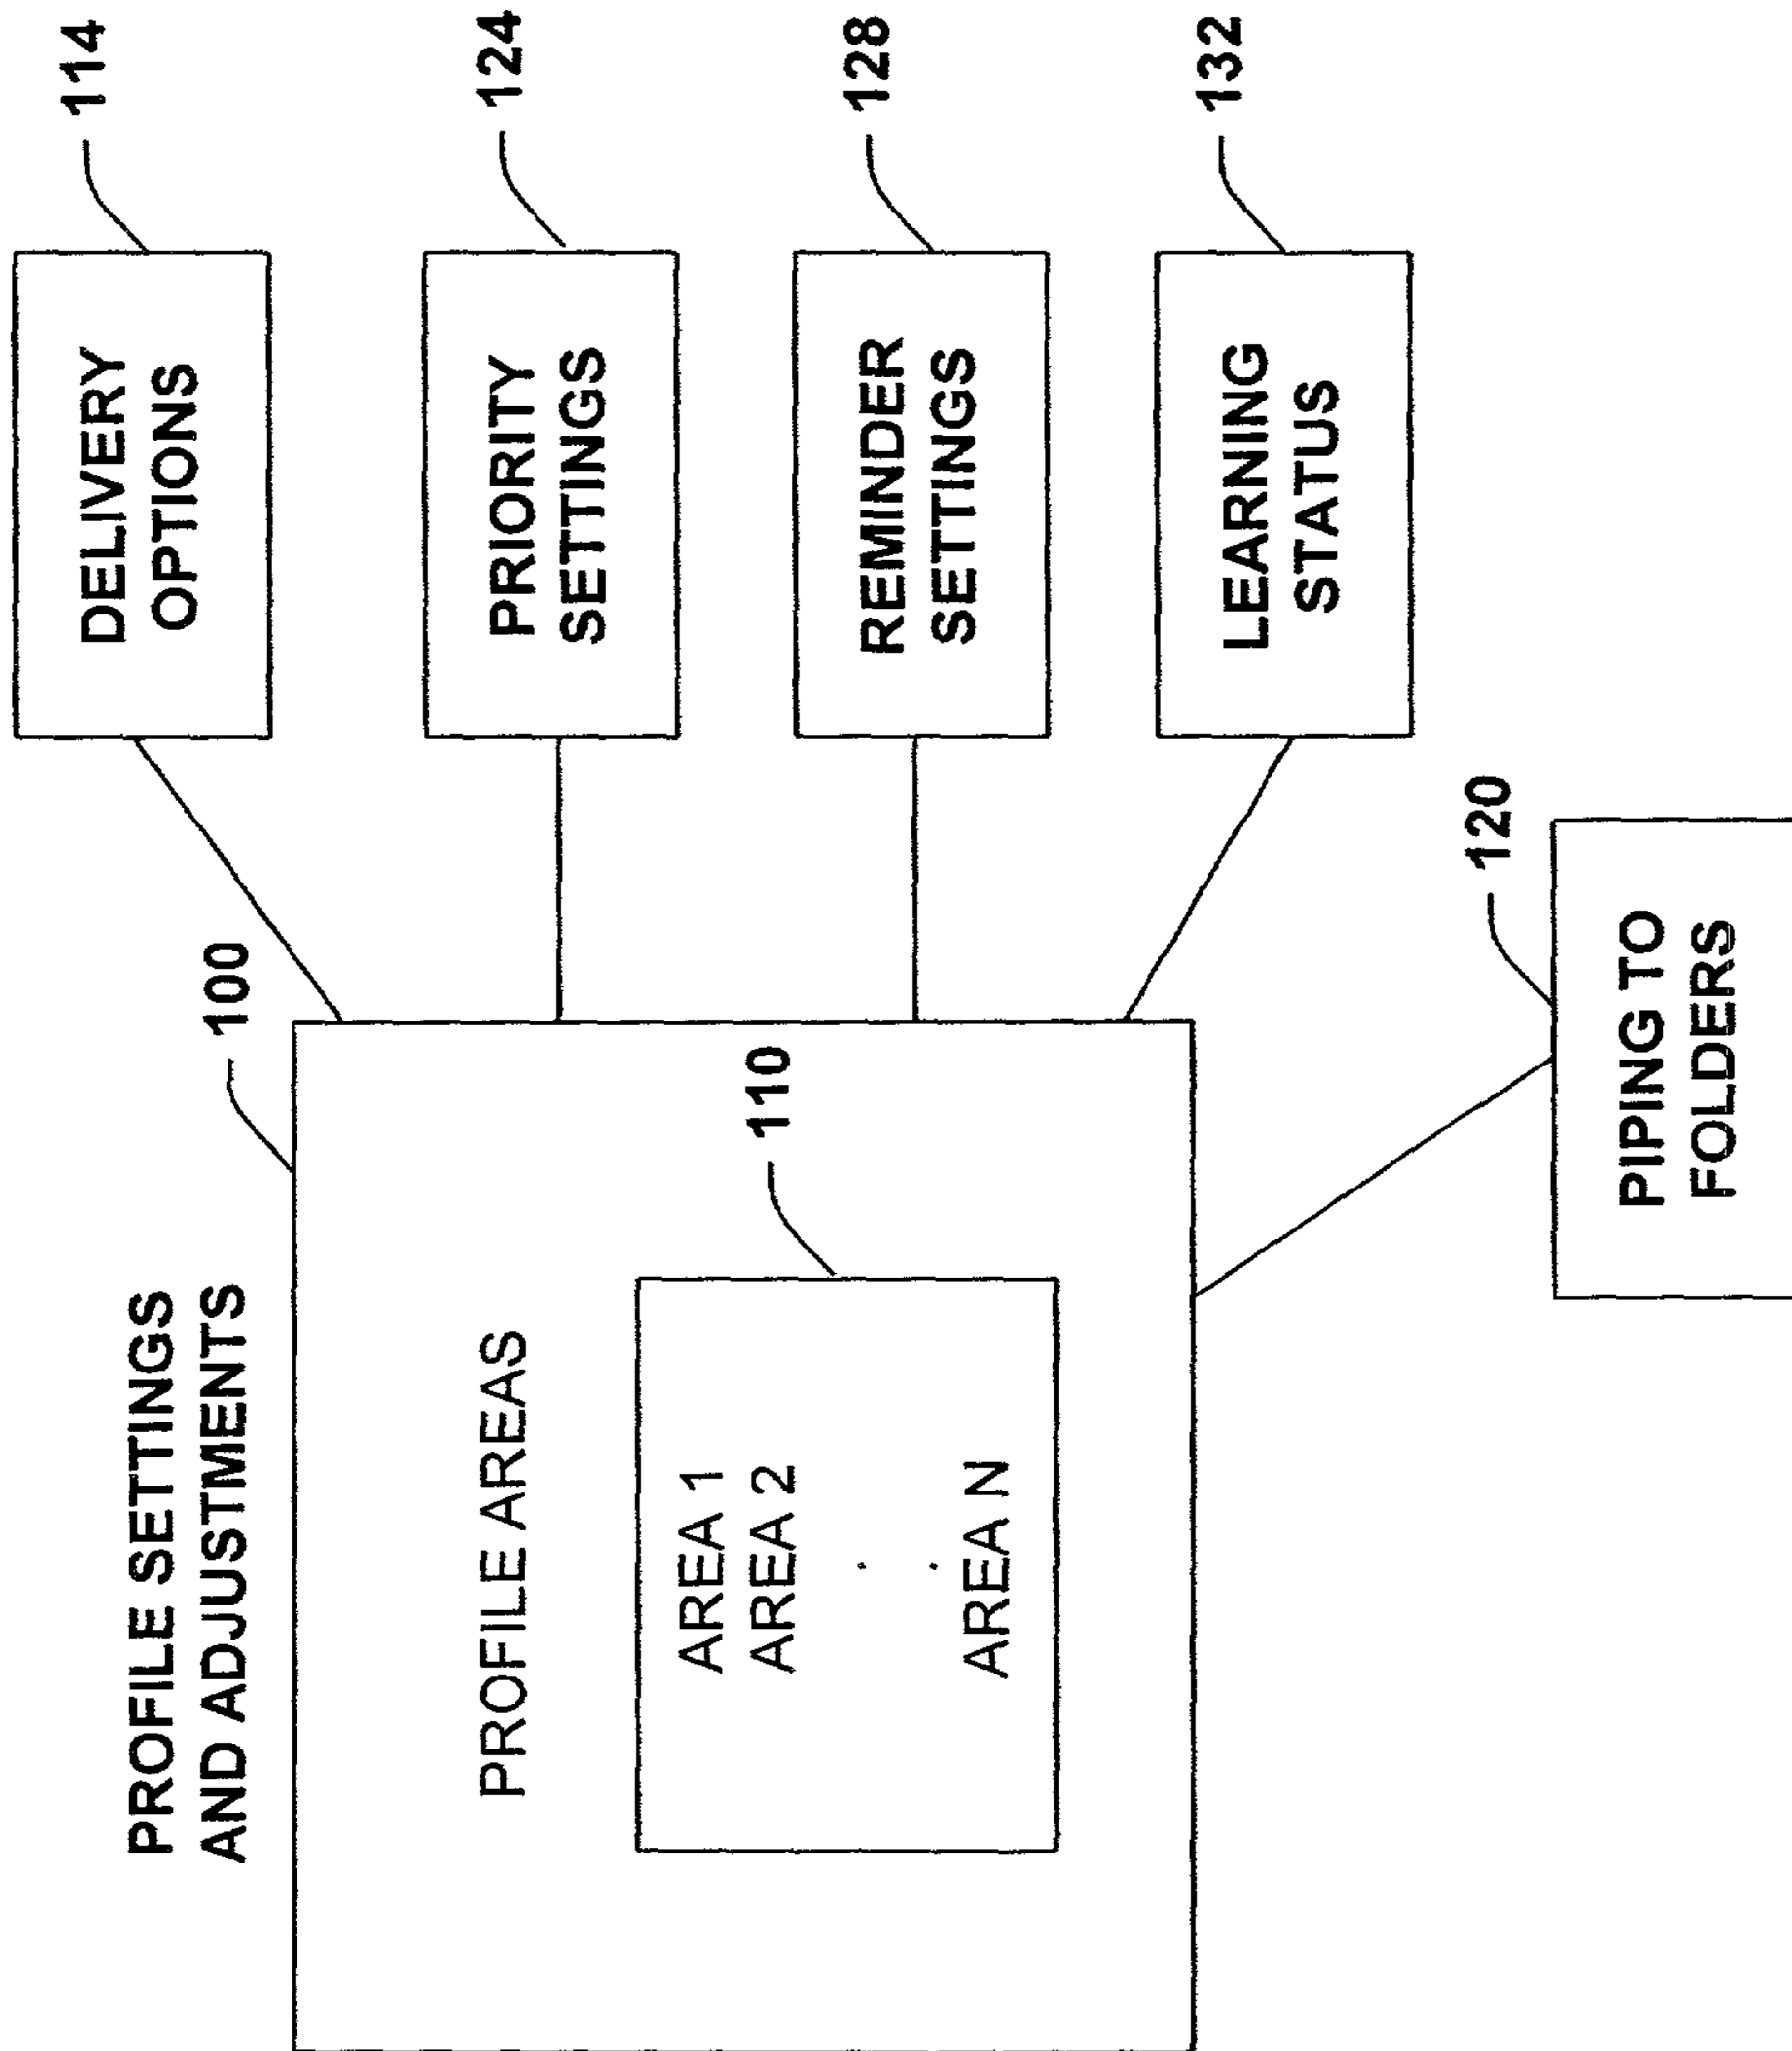 PROFILE SETTINGS
AND ADJUSTMENTS
100
PROFILE AREAS
110
AREA 1
AREA 2
.
.
AREA N
DELIVERY
OPTIONS
114
PRIORITY
SETTINGS
124
REMINDER
SETTINGS
128
LEARNING
STATUS
132
120
PIPING TO
FOLDERS